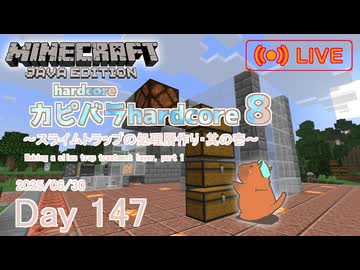 MINECRAFT
JAVA EDITION
LIVE
hardcore
カピバラhardcore 8
～スライムトラップの処理層作り・其の壱～
Making a slime trap treatment layer, part 1
2025/06/30
Day 147